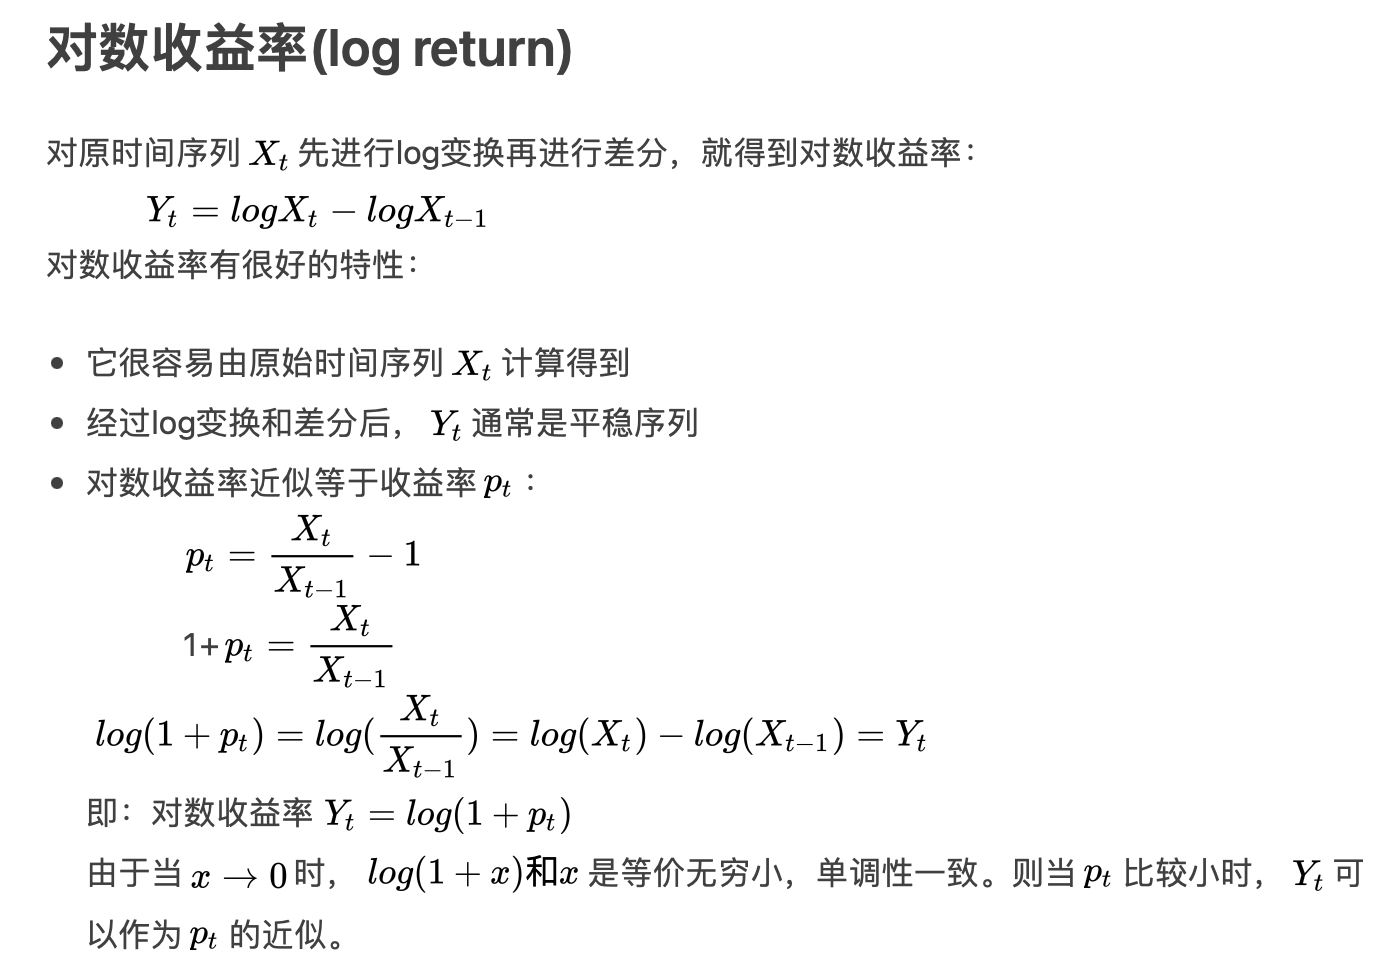 对数收益率(log return)
对原时间序列 X_t 先进行log变换再进行差分，就得到对数收益率：
Y_t = logX_t − logX_{t−1}
对数收益率有很好的特性：
• 它很容易由原始时间序列 X_t 计算得到
• 经过log变换和差分后， Y_t 通常是平稳序列
• 对数收益率近似等于收益率 p_t ：
p_t = \frac{X_t}{X_{t−1}} − 1
1+ p_t = \frac{X_t}{X_{t−1}}
log(1 + p_t) = log(\frac{X_t}{X_{t−1}}) = log(X_t) − log(X_{t−1}) = Y_t
即：对数收益率 Y_t = log(1 + p_t)
由于当 x → 0 时， log(1 + x)和x 是等价无穷小，单调性一致。则当 p_t 比较小时， Y_t 可
以作为 p_t 的近似。